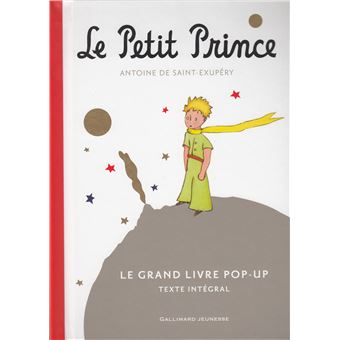 Le Petit Prince
ANTOINE DE SAINT-EXUPÉRY
LE GRAND LIVRE POP-UP
TEXTE INTÉGRAL
GALLIMARD JEUNESSE